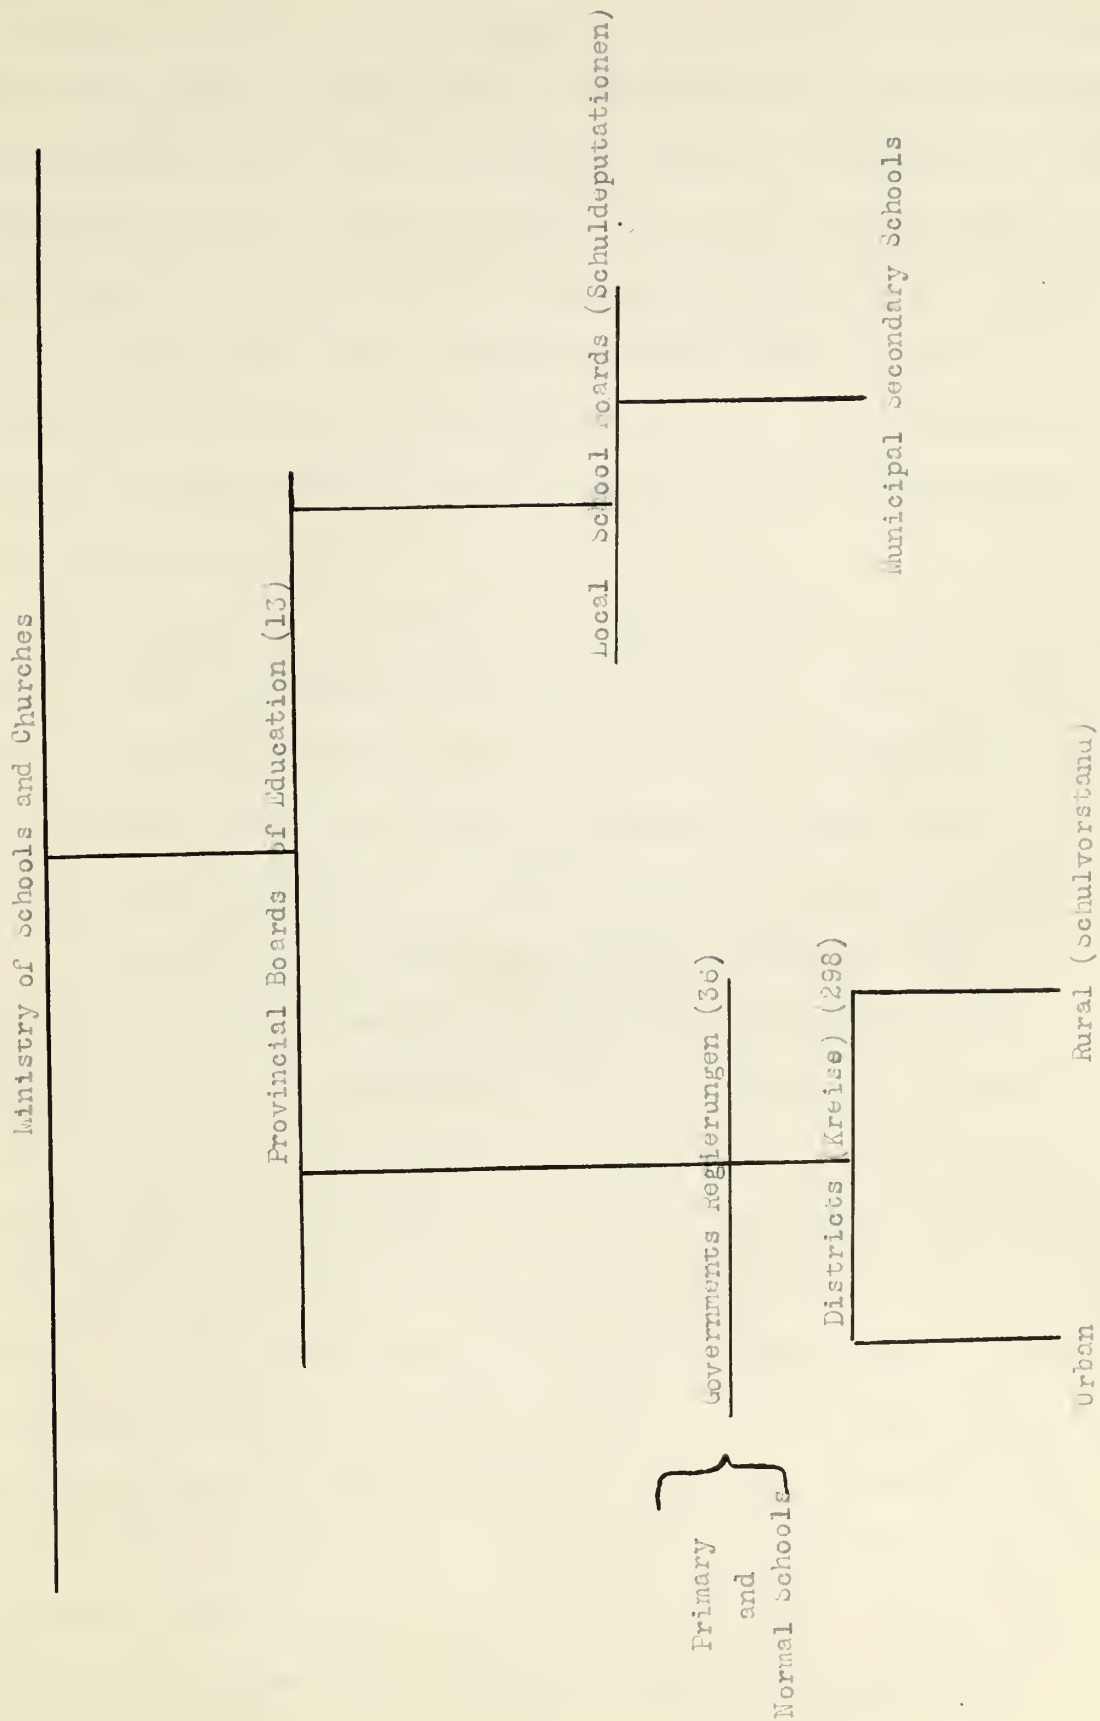 Ministry of Schools and Churches
Provincial Boards of Education (13)
Local School Boards (Schuldeputationen)
Governments Regierungen (36)
Primary
and
Normal Schools
Districts (Kreise) (298)
Municipal Secondary Schools
Urban
Rural (Schulvorstand)